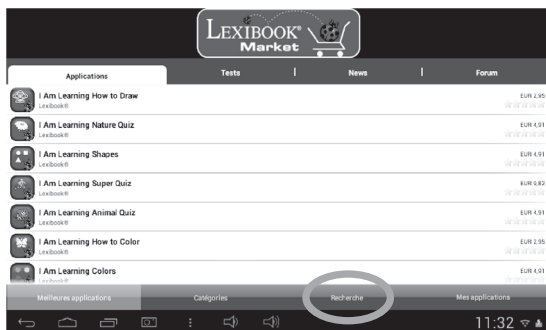 LEXIBOOK®
Market
Applications Tests News Forum
I Am Learning How to Draw EUR 2,95
Lexibook®
I Am Learning Nature Quiz EUR 4,91
Lexibook®
I Am Learning Shapes EUR 4,91
Lexibook®
I Am Learning Super Quiz EUR 9,82
Lexibook®
I Am Learning Animal Quiz EUR 4,91
Lexibook®
I Am Learning How to Color EUR 2,95
Lexibook®
I Am Learning Colors EUR 4,91
Lexibook®
Meilleures applications Catégories Recherche Mes applications
11:32